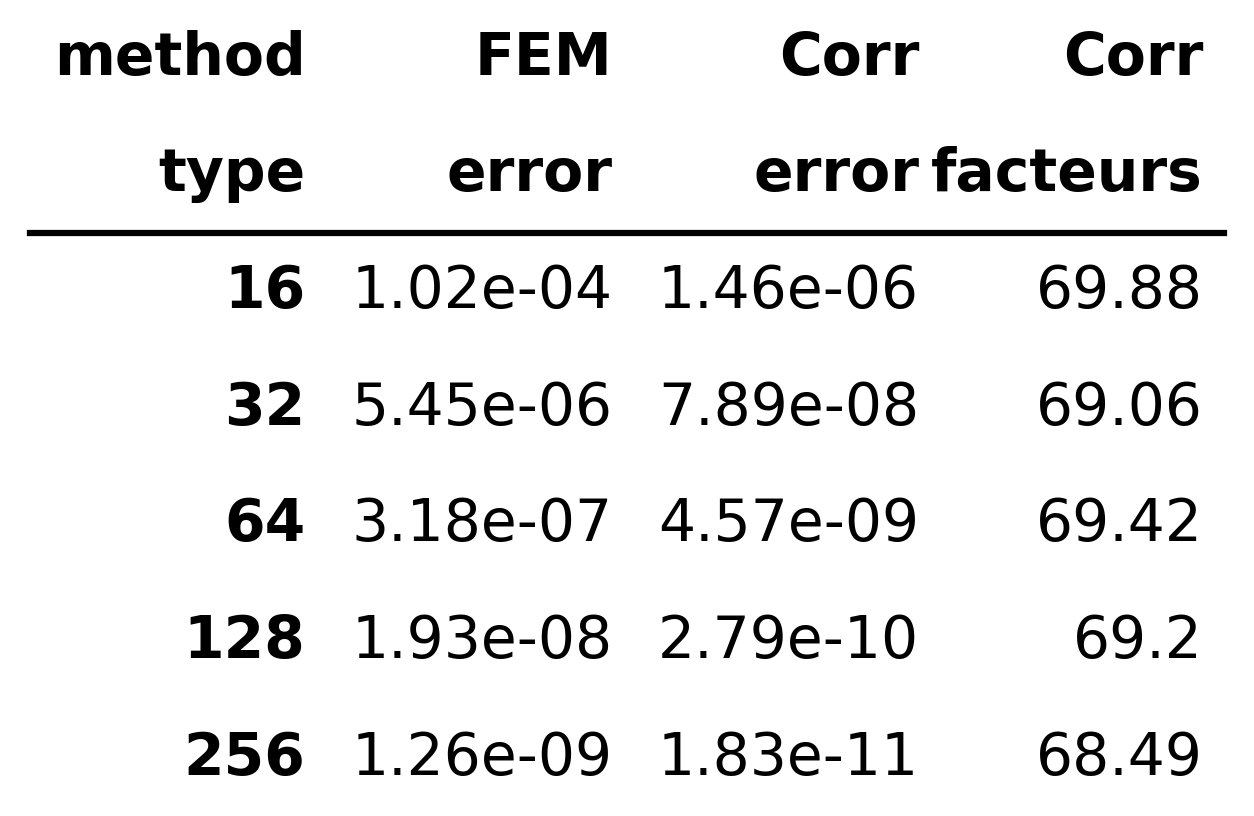 method FEM Corr Corr
type error error facteurs
16 1.02e-04 1.46e-06 69.88
32 5.45e-06 7.89e-08 69.06
64 3.18e-07 4.57e-09 69.42
128 1.93e-08 2.79e-10 69.2
256 1.26e-09 1.83e-11 68.49